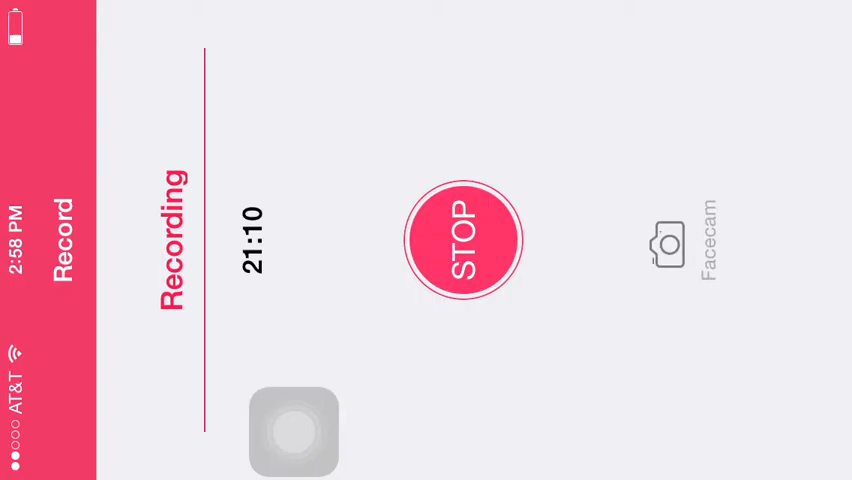 AT&T 2:58 PM
Record
Recording
21:10
STOP
Facecam